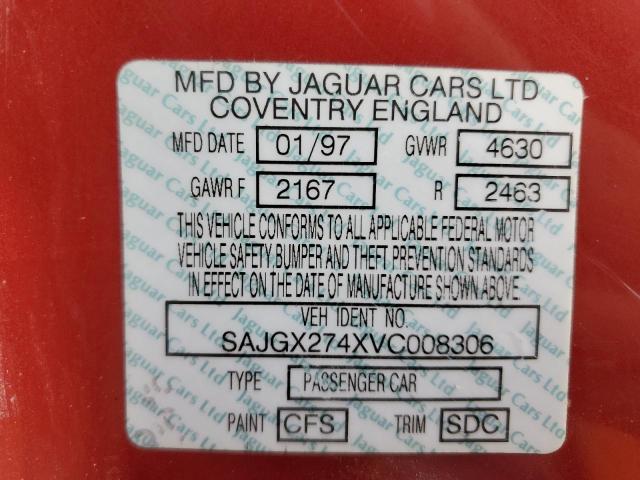 MFD BY JAGUAR CARS LTD
COVENTRY ENGLAND
MFD DATE 01/97 GVWR 4630
GAWR F 2167 R 2463
THIS VEHICLE CONFORMS TO ALL APPLICABLE FEDERAL MOTOR
VEHICLE SAFETY BUMPER AND THEFT PREVENTION STANDARDS
IN EFFECT ON THE DATE OF MANUFACTURE SHOWN ABOVE.
VEH IDENT NO.
SAJGX274XVC008306
TYPE PASSENGER CAR
PAINT CFS TRIM SDC